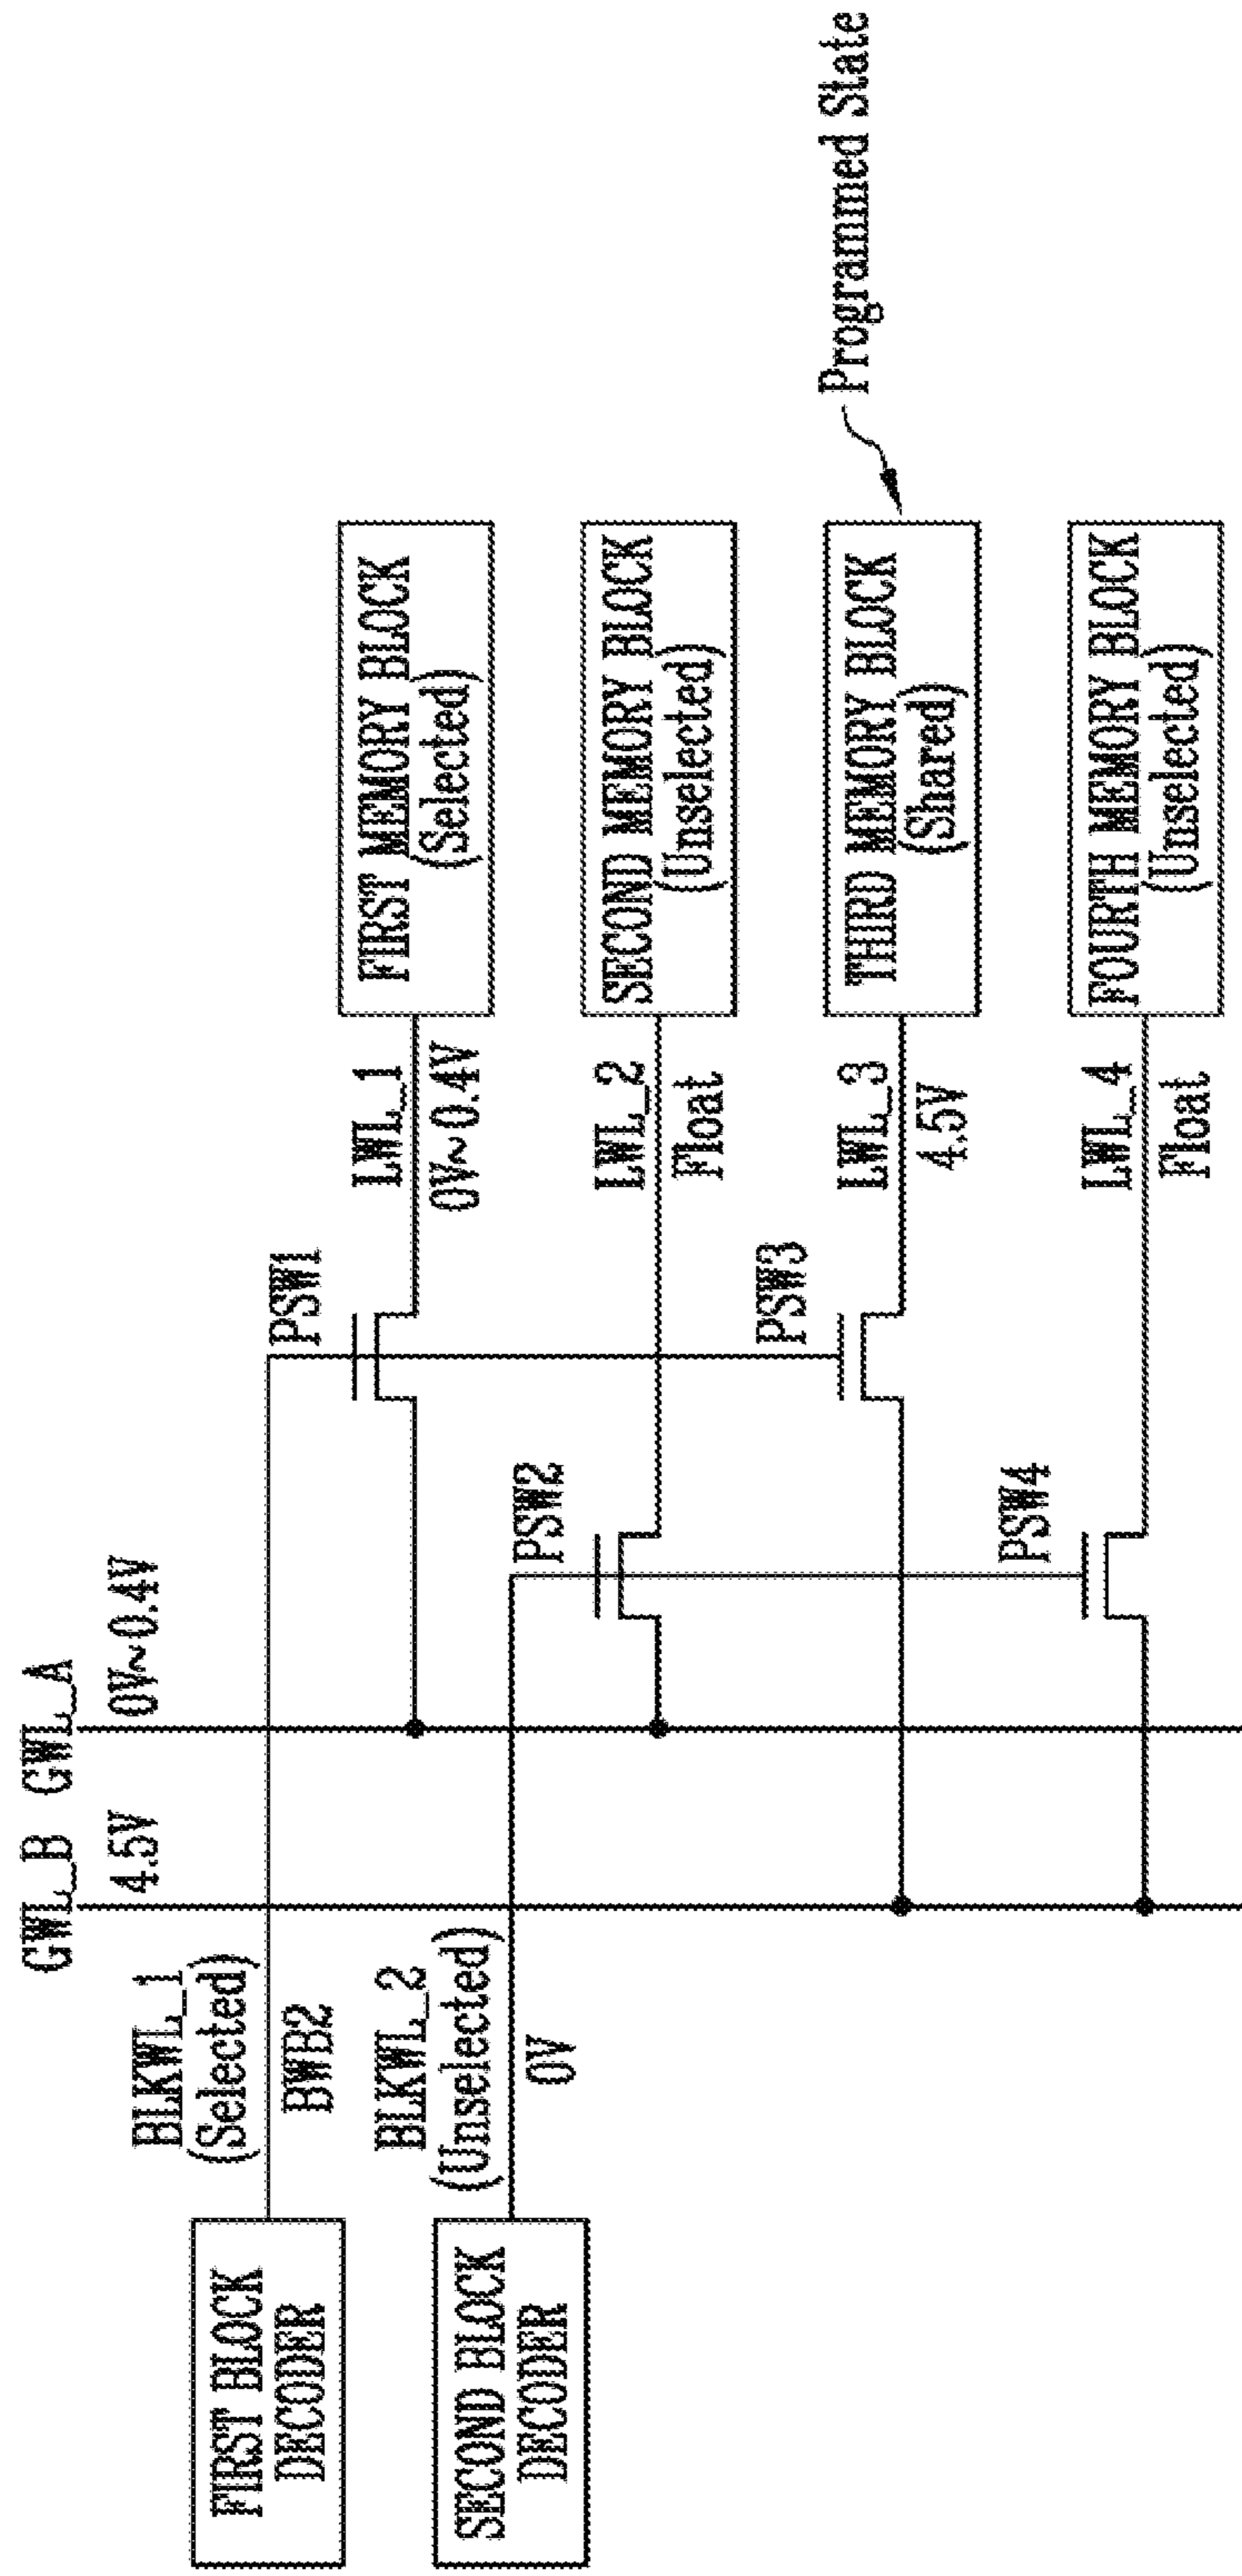 GWL_B
GWL_A
4.5V
0V~0.4V
BLKWL_1
(Selected)
BWB2
FIRST BLOCK
DECODER
PSW1
LWL_1
0V~0.4V
FIRST MEMORY BLOCK
(Selected)
BLKWL_2
(Unselected)
0V
SECOND BLOCK
DECODER
PSW2
LWL_2
Float
SECOND MEMORY BLOCK
(Unselected)
PSW3
LWL_3
4.5V
THIRD MEMORY BLOCK
(Shared)
Programmed State
PSW4
LWL_4
Float
FOURTH MEMORY BLOCK
(Unselected)